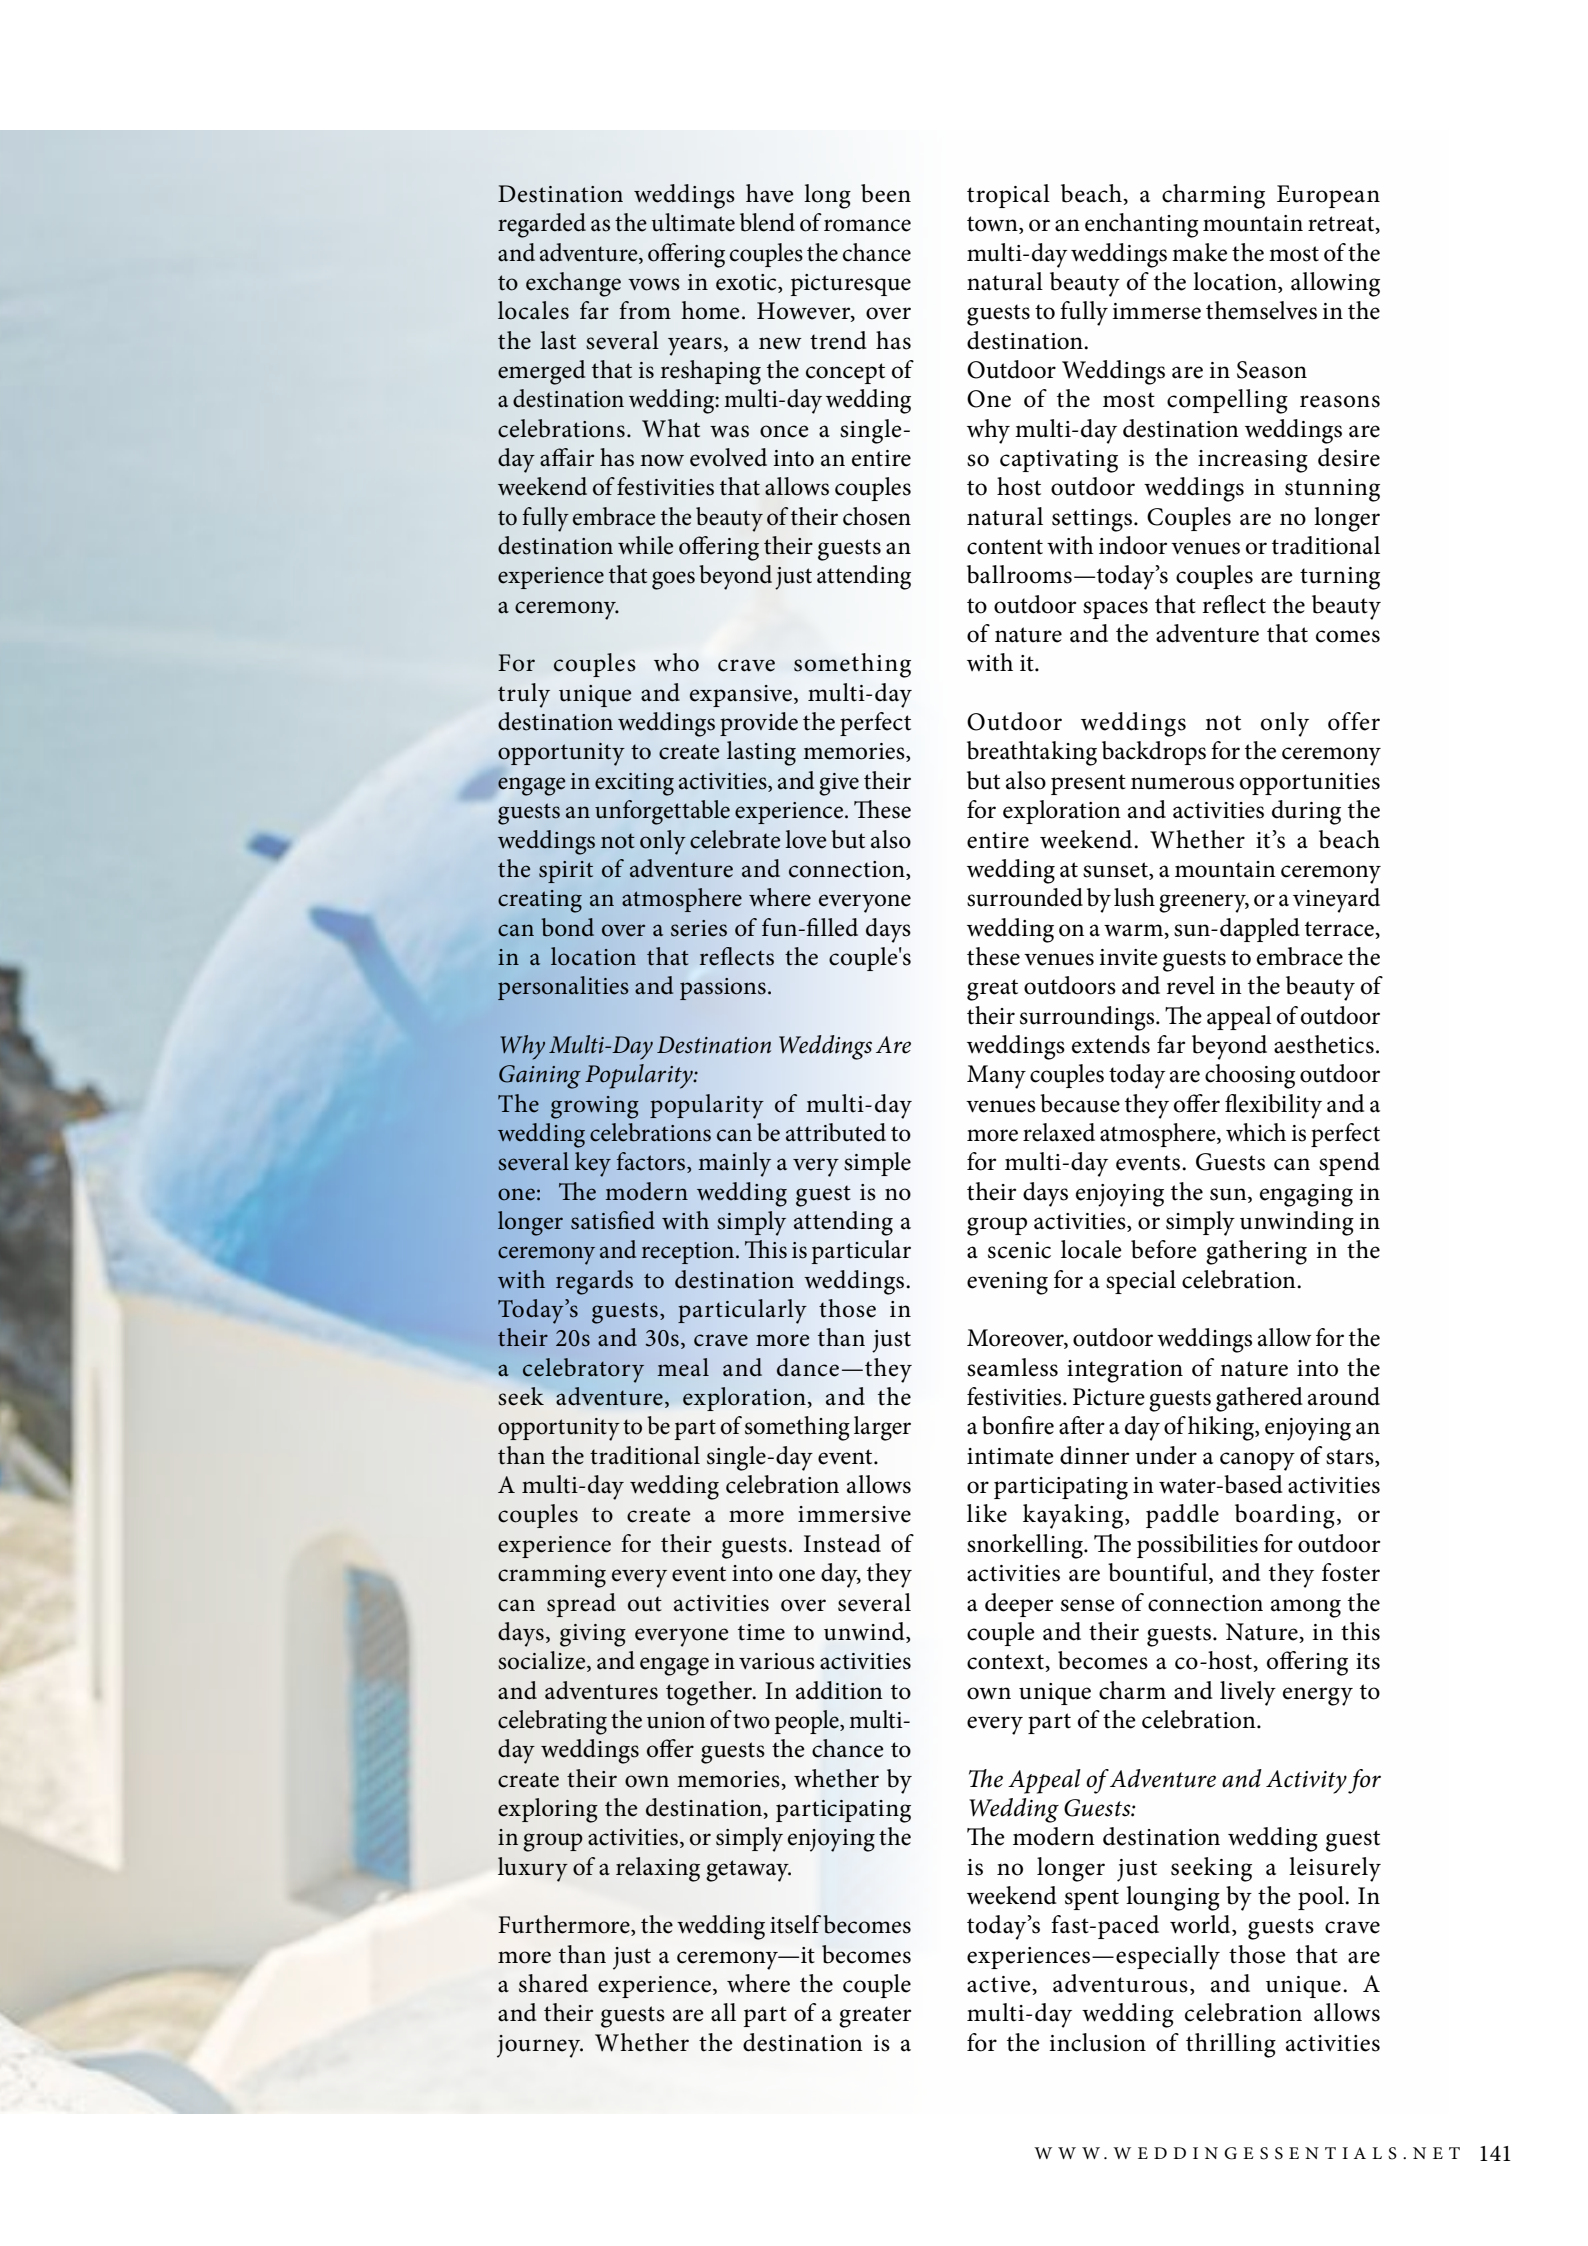 Destination weddings have long been
regarded as the ultimate blend of romance
and adventure, offering couples the chance
to exchange vows in exotic, picturesque
locales far from home. However, over
the last several years, a new trend has
emerged that is reshaping the concept of
a destination wedding: multi-day wedding
celebrations. What was once a single-
day affair has now evolved into an entire
weekend of festivities that allows couples
to fully embrace the beauty of their chosen
destination while offering their guests an
experience that goes beyond just attending
a ceremony.
For couples who crave something
truly unique and expansive, multi-day
destination weddings provide the perfect
opportunity to create lasting memories,
engage in exciting activities, and give their
guests an unforgettable experience. These
weddings not only celebrate love but also
the spirit of adventure and connection,
creating an atmosphere where everyone
can bond over a series of fun-filled days
in a location that reflects the couple's
personalities and passions.
Why Multi-Day Destination Weddings Are
Gaining Popularity:
The growing popularity of multi-day
wedding celebrations can be attributed to
several key factors, mainly a very simple
one: The modern wedding guest is no
longer satisfied with simply attending a
ceremony and reception. This is particular
with regards to destination weddings.
Today’s guests, particularly those in
their 20s and 30s, crave more than just
a celebratory meal and dance—they
seek adventure, exploration, and the
opportunity to be part of something larger
than the traditional single-day event.
A multi-day wedding celebration allows
couples to create a more immersive
experience for their guests. Instead of
cramming every event into one day, they
can spread out activities over several
days, giving everyone time to unwind,
socialize, and engage in various activities
and adventures together. In addition to
celebrating the union of two people, multi-
day weddings offer guests the chance to
create their own memories, whether by
exploring the destination, participating
in group activities, or simply enjoying the
luxury of a relaxing getaway.
Furthermore, the wedding itself becomes
more than just a ceremony—it becomes
a shared experience, where the couple
and their guests are all part of a greater
journey. Whether the destination is a
tropical beach, a charming European
town, or an enchanting mountain retreat,
multi-day weddings make the most of the
natural beauty of the location, allowing
guests to fully immerse themselves in the
destination.
Outdoor Weddings are in Season
One of the most compelling reasons
why multi-day destination weddings are
so captivating is the increasing desire
to host outdoor weddings in stunning
natural settings. Couples are no longer
content with indoor venues or traditional
ballrooms—today’s couples are turning
to outdoor spaces that reflect the beauty
of nature and the adventure that comes
with it.
Outdoor weddings not only offer
breathtaking backdrops for the ceremony
but also present numerous opportunities
for exploration and activities during the
entire weekend. Whether it’s a beach
wedding at sunset, a mountain ceremony
surrounded by lush greenery, or a vineyard
wedding on a warm, sun-dappled terrace,
these venues invite guests to embrace the
great outdoors and revel in the beauty of
their surroundings. The appeal of outdoor
weddings extends far beyond aesthetics.
Many couples today are choosing outdoor
venues because they offer flexibility and a
more relaxed atmosphere, which is perfect
for multi-day events. Guests can spend
their days enjoying the sun, engaging in
group activities, or simply unwinding in
a scenic locale before gathering in the
evening for a special celebration.
Moreover, outdoor weddings allow for the
seamless integration of nature into the
festivities. Picture guests gathered around
a bonfire after a day of hiking, enjoying an
intimate dinner under a canopy of stars,
or participating in water-based activities
like kayaking, paddle boarding, or
snorkelling. The possibilities for outdoor
activities are bountiful, and they foster
a deeper sense of connection among the
couple and their guests. Nature, in this
context, becomes a co-host, offering its
own unique charm and lively energy to
every part of the celebration.
The Appeal of Adventure and Activity for
Wedding Guests:
The modern destination wedding guest
is no longer just seeking a leisurely
weekend spent lounging by the pool. In
today’s fast-paced world, guests crave
experiences—especially those that are
active, adventurous, and unique. A
multi-day wedding celebration allows
for the inclusion of thrilling activities
WWW.WEDDINGESSENTIALS.NET 141